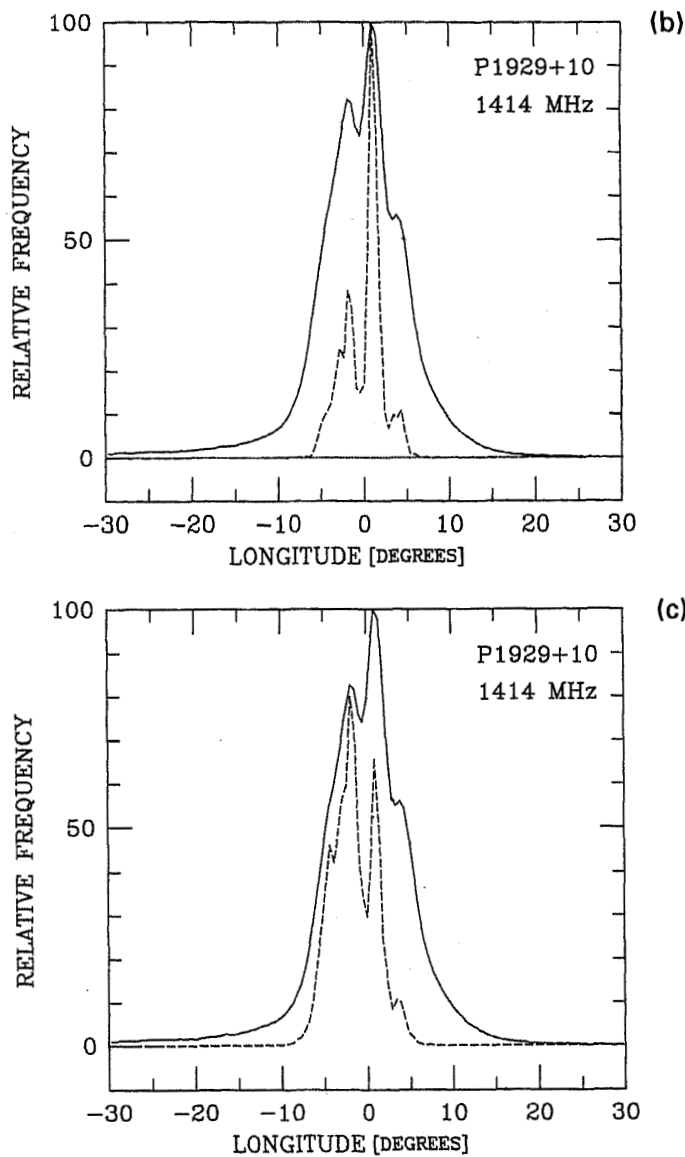 (b)
P1929+10
1414 MHz
RELATIVE FREQUENCY
100
50
0
−30 −20 −10 0 10 20 30
LONGITUDE [DEGREES]
(c)
P1929+10
1414 MHz
RELATIVE FREQUENCY
100
50
0
−30 −20 −10 0 10 20 30
LONGITUDE [DEGREES]